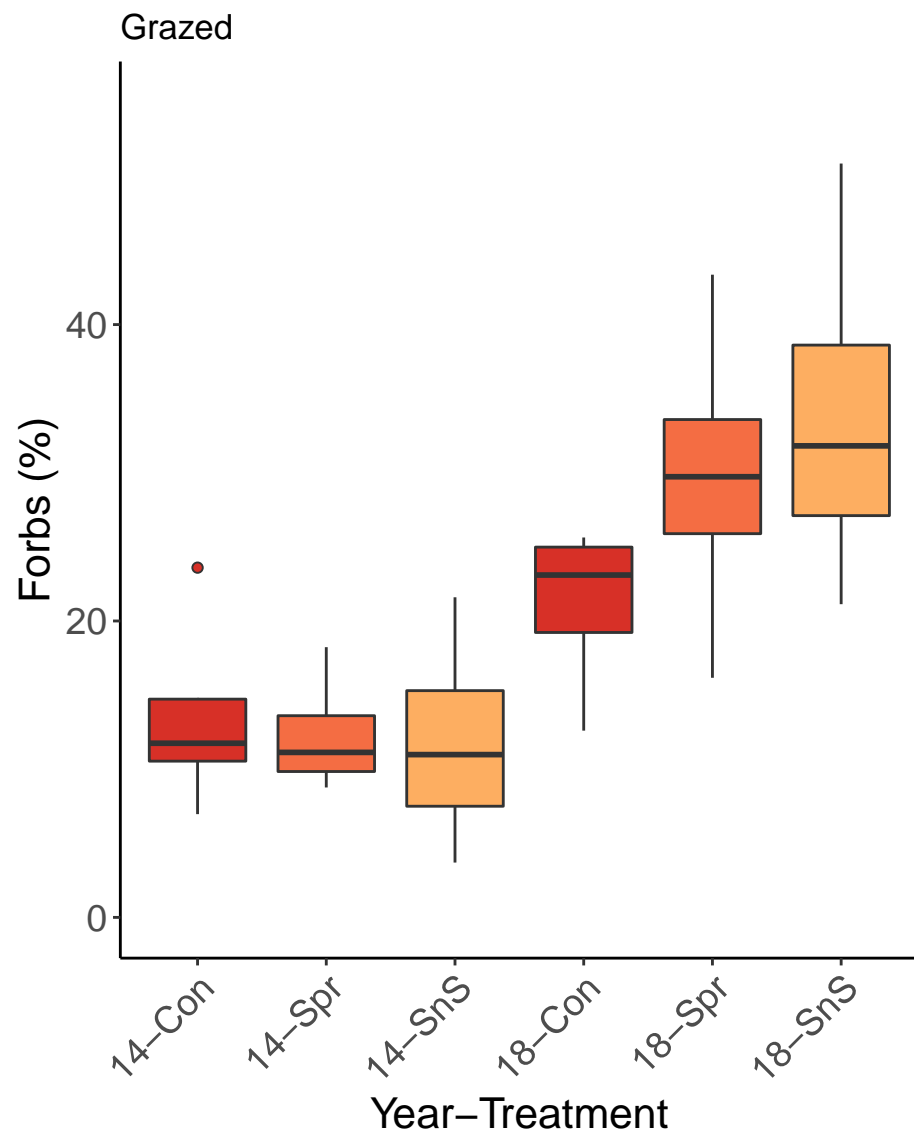 Grazed
Forbs (%)
40
20
0
14–Con
14–Spr
14–SnS
18–Con
18–Spr
18–SnS
Year–Treatment